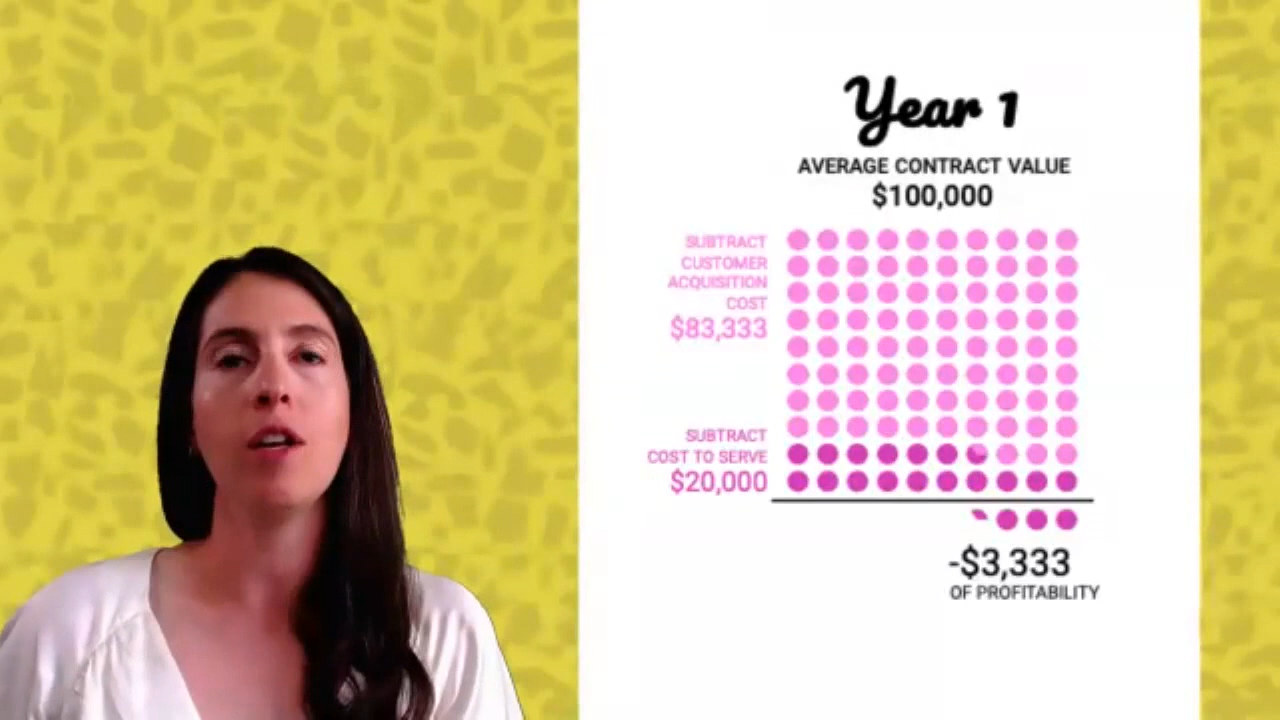 Year 1
AVERAGE CONTRACT VALUE
$100,000
SUBTRACT
CUSTOMER
ACQUISITION
COST
$83,333
SUBTRACT
COST TO SERVE
$20,000
-$3,333
OF PROFITABILITY